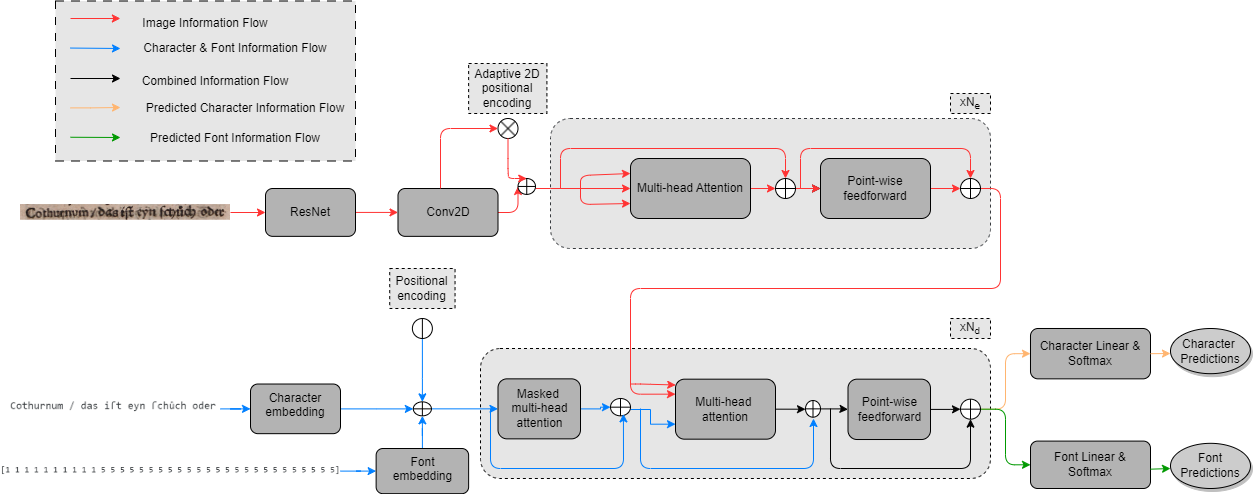 Image Information Flow
Character & Font Information Flow
Combined Information Flow
Predicted Character Information Flow
Predicted Font Information Flow
Adaptive 2D
positional
encoding
xNe
Cothurnum / das iſt eyn ſchůch oder
ResNet
Conv2D
Multi-head Attention
Point-wise
feedforward
Positional
encoding
xNd
Cothurnum / das iſt eyn ſchůch oder
Character
embedding
Masked
multi-head
attention
Multi-head
attention
Point-wise
feedforward
Character Linear &
Softmax
Character
Predictions
[1 1 1 1 1 1 1 1 1 1 1 5 5 5 5 5 5 5 5 5 5 5 5 5 5 5 5 5 5 5 5 5 5 5 5 5]
Font
embedding
Font Linear &
Softmax
Font
Predictions